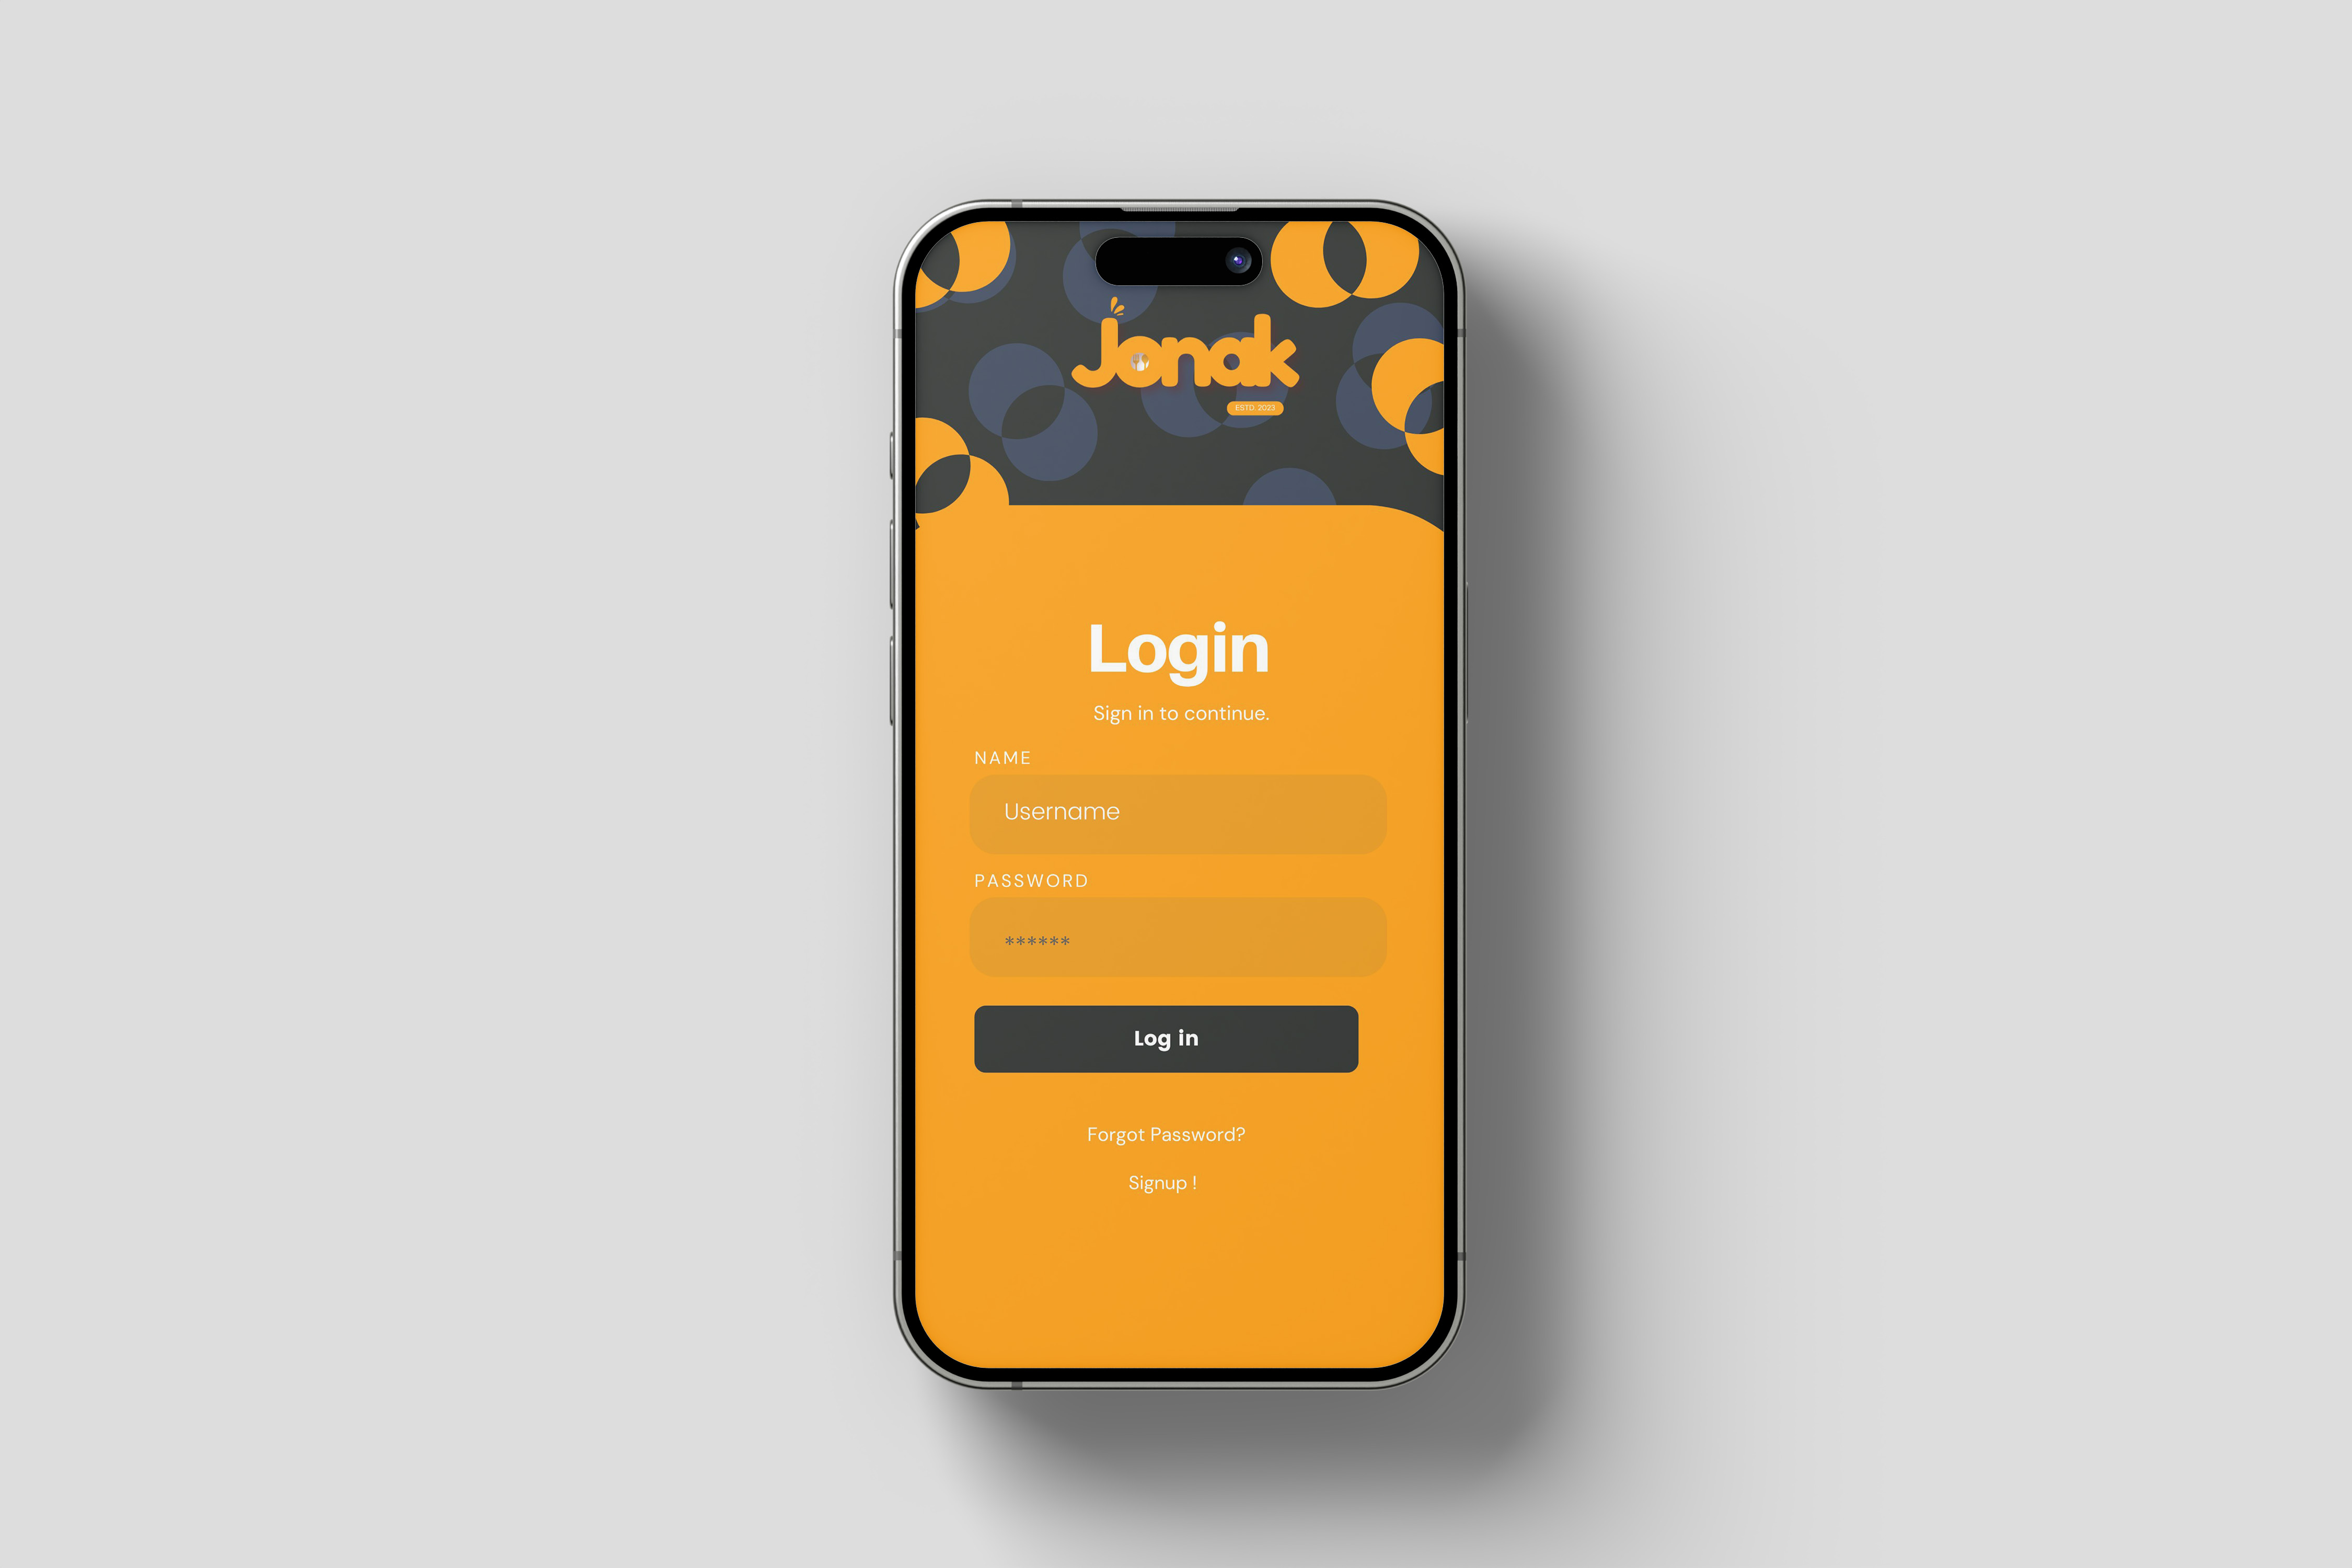 Jonak
ESTD. 2023
Login
Sign in to continue.
NAME
Username
PASSWORD
******
Log in
Forgot Password?
Signup !